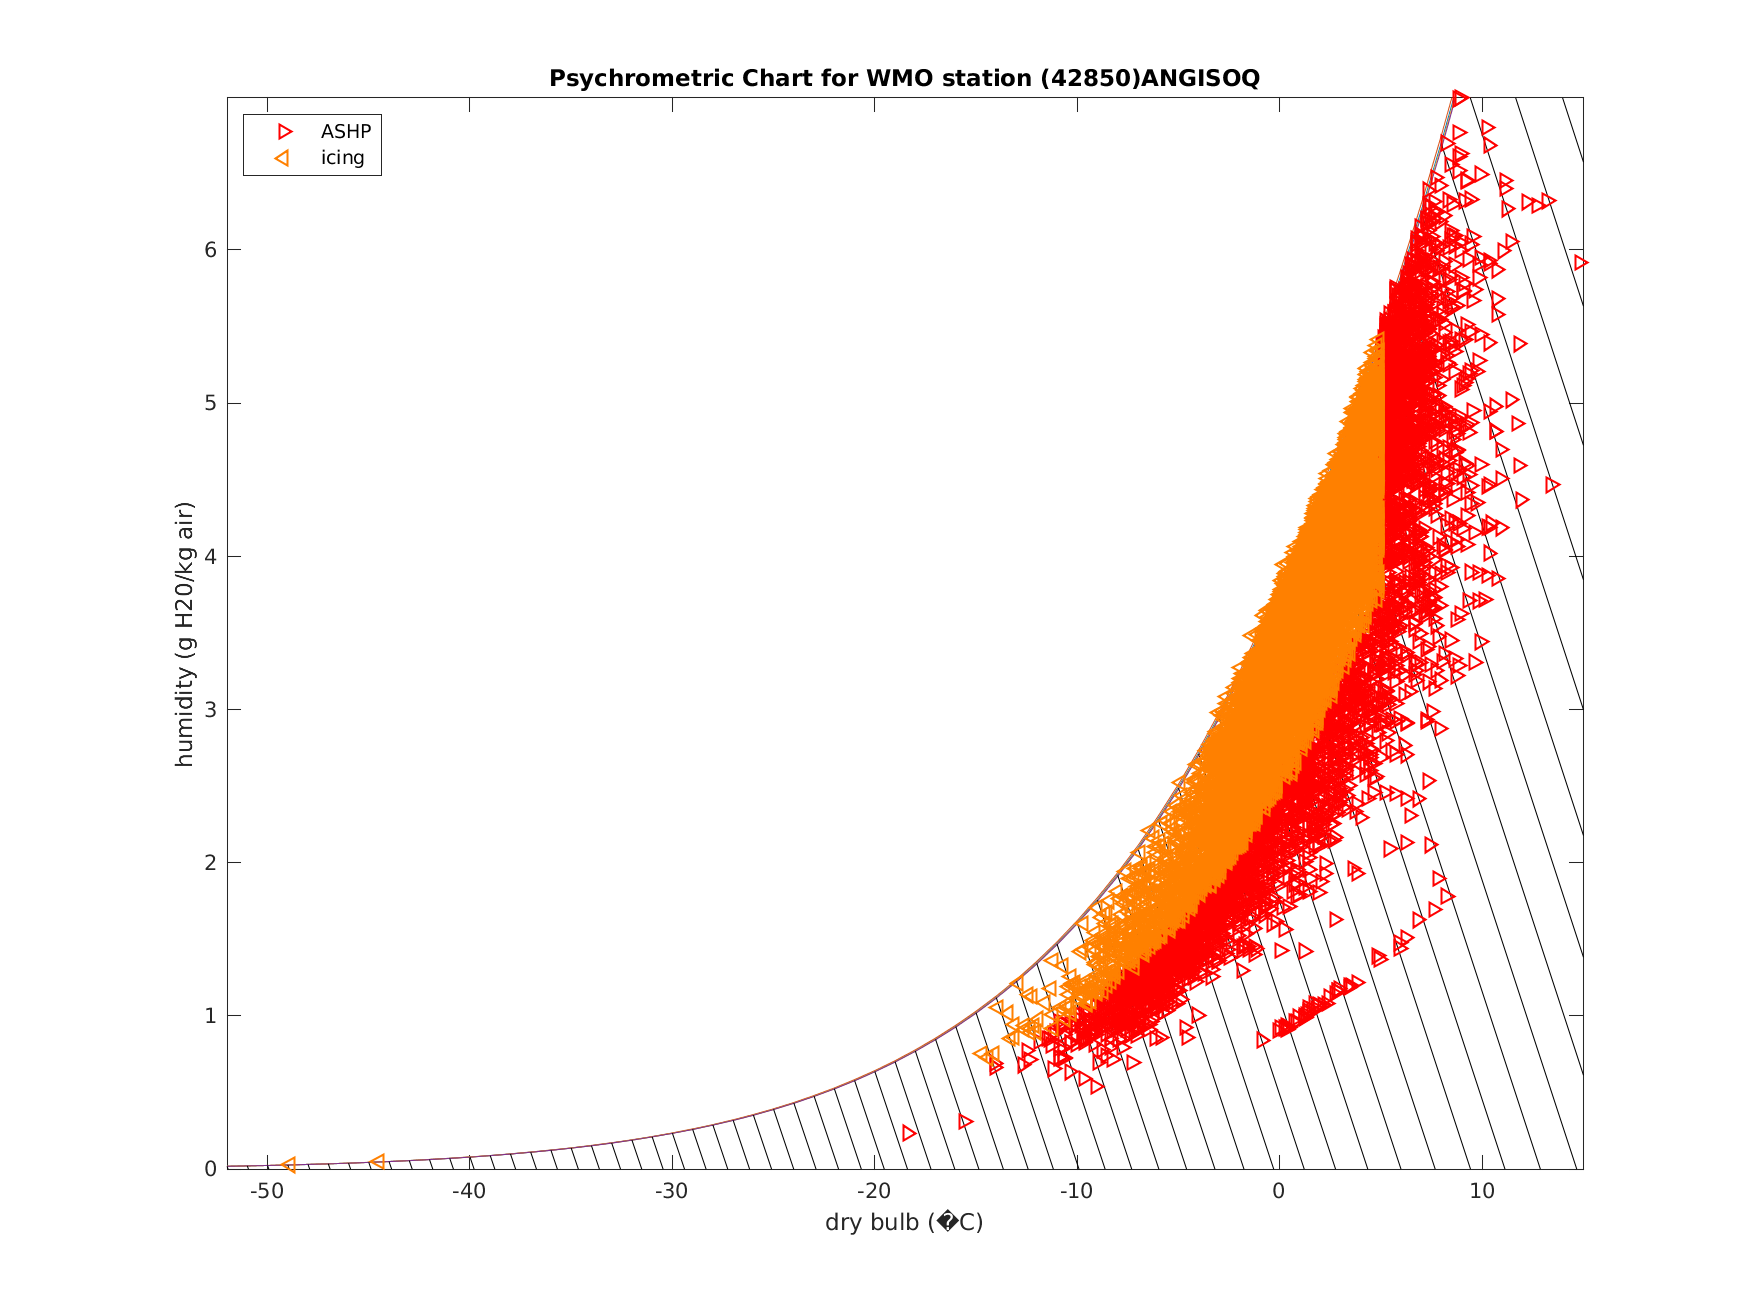 Psychrometric Chart for WMO station (42850)ANGISOQ
ASHP
icing
humidity (g H20/kg air)
6
5
4
3
2
1
0
-50 -40 -30 -20 -10 0 10
dry bulb (�C)